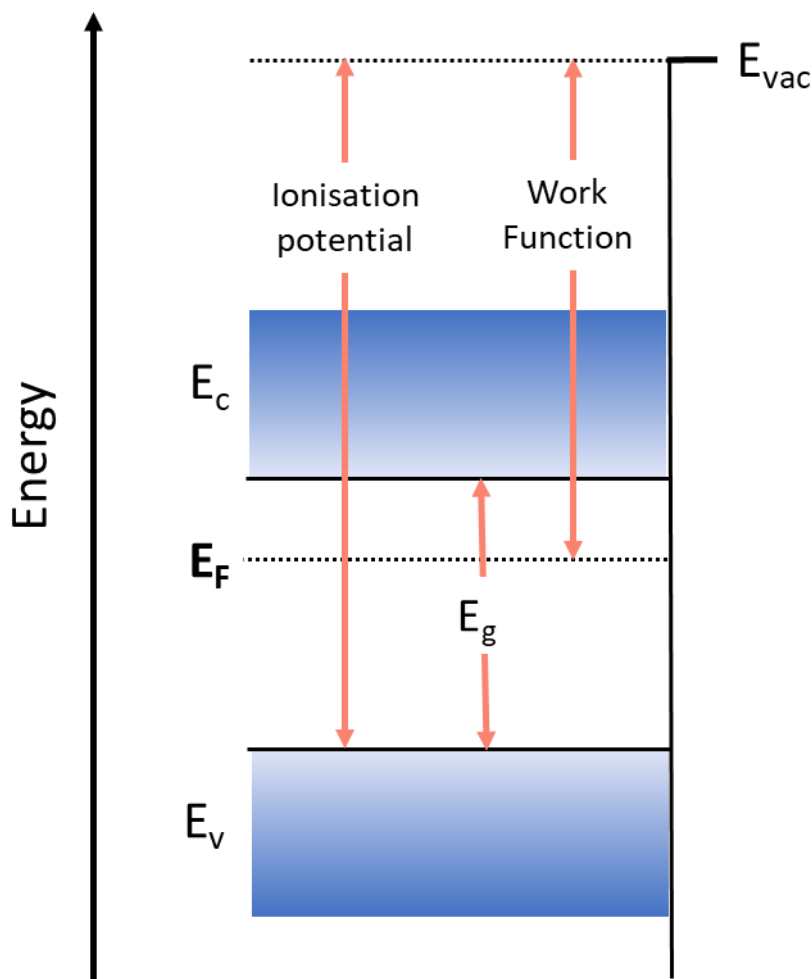 E_vac
Ionisation
potential
Work
Function
E_c
Energy
E_F
E_g
E_v